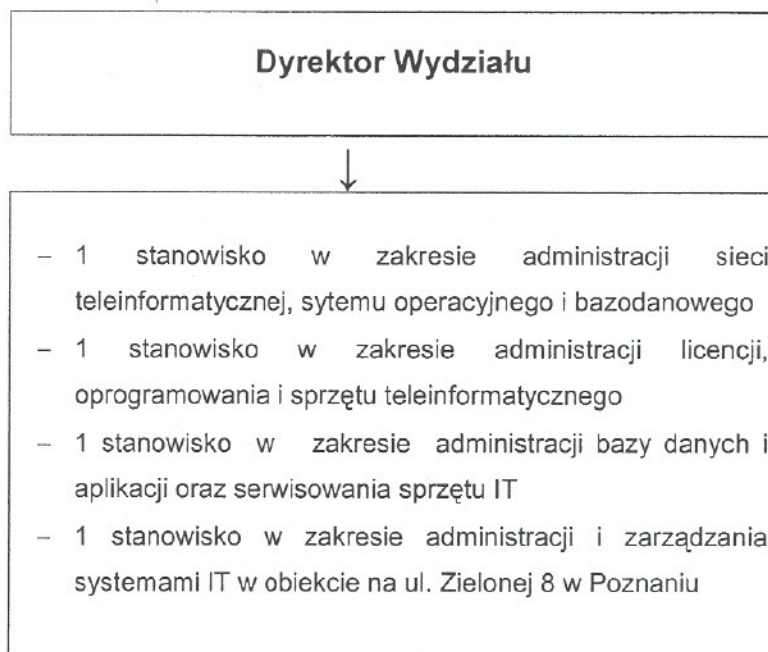 Dyrektor Wydziału
– 1 stanowisko w zakresie administracji sieci
teleinformatycznej, sytemu operacyjnego i bazodanowego
– 1 stanowisko w zakresie administracji licencji,
oprogramowania i sprzętu teleinformatycznego
– 1 stanowisko w zakresie administracji bazy danych i
aplikacji oraz serwisowania sprzętu IT
– 1 stanowisko w zakresie administracji i zarządzania
systemami IT w obiekcie na ul. Zielonej 8 w Poznaniu